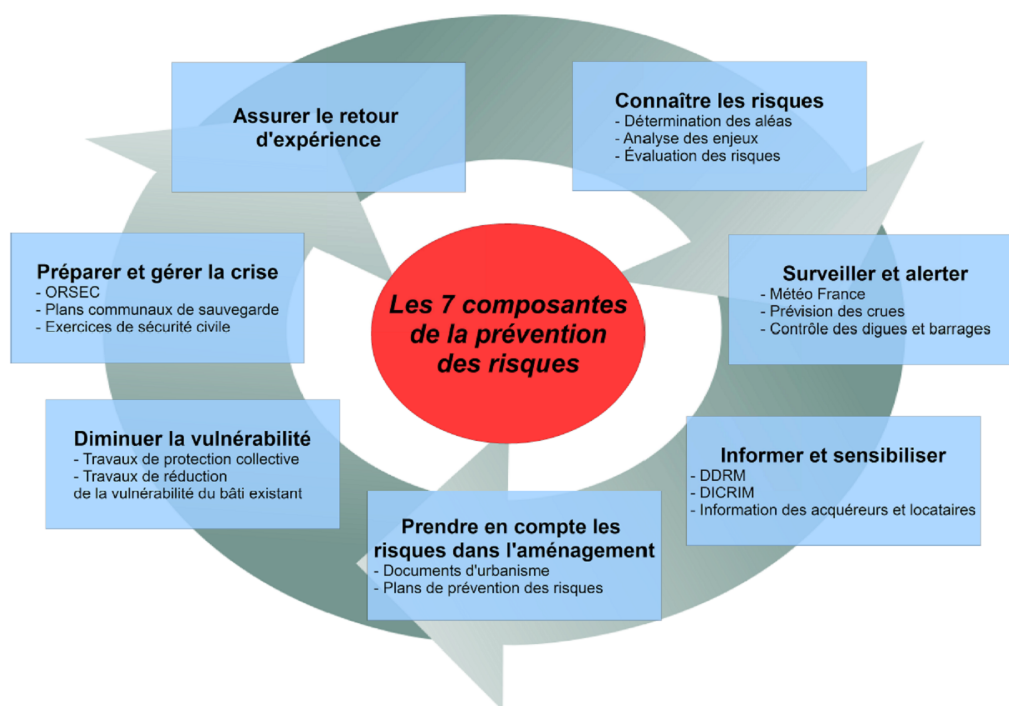 Les 7 composantes
de la prévention
des risques
Connaître les risques
- Détermination des aléas
- Analyse des enjeux
- Évaluation des risques
Surveiller et alerter
- Météo France
- Prévision des crues
- Contrôle des digues et barrages
Informer et sensibiliser
- DDRM
- DICRIM
- Information des acquéreurs et locataires
Prendre en compte les
risques dans l'aménagement
- Documents d'urbanisme
- Plans de prévention des risques
Diminuer la vulnérabilité
- Travaux de protection collective
- Travaux de réduction
de la vulnérabilité du bâti existant
Préparer et gérer la crise
- ORSEC
- Plans communaux de sauvegarde
- Exercices de sécurité civile
Assurer le retour
d'expérience